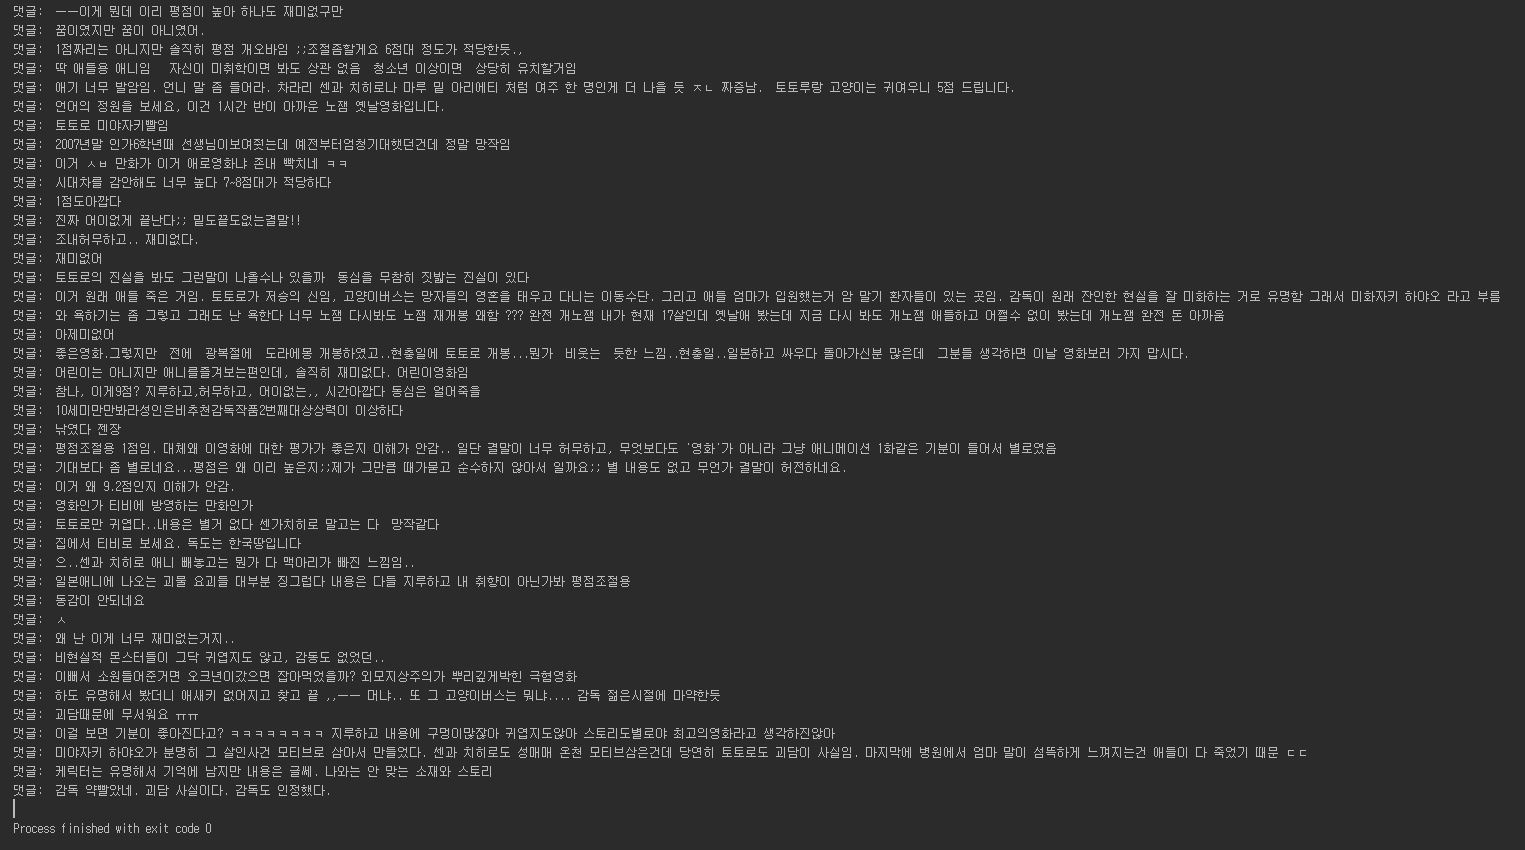 댓글: ㅡㅡ이게 뭔데 이리 평점이 높아 하나도 재미없구만
댓글: 꿈이였지만 꿈이 아니였어.
댓글: 1점짜리는 아니지만 솔직히 평점 개오바임 ;;조절좀할게요 6점대 정도가 적당한듯.,
댓글: 딱 애들용 애니임  자신이 미취학이면 봐도 상관 없음  청소년 이상이면  상당히 유치할거임
댓글: 애기 너무 발암임. 언니 말 좀 들어라. 차라리 센과 치히로나 마루 밑 아리에티 처럼 여주 한 명인게 더 나을 듯 ㅈㄴ 짜증남.  토토루랑 고양이는 귀여우니 5점 드립니다.
댓글: 언어의 정원을 보세요, 이건 1시간 반이 아까운 노잼 옛날영화입니다.
댓글: 토토로 미야자키빨임
댓글: 2007년말 인가6학년때 선생님이보여줫는데 예전부터엄청기대햇던건데 정말 망작임
댓글: 이거 ㅅㅂ 만화가 이거 애로영화냐 존내 빡치네 ㅋㅋ
댓글: 시대차를 감안해도 너무 높다 7~8점대가 적당하다
댓글: 1점도아깝다
댓글: 진짜 어이없게 끝난다;; 밑도끝도없는결말!!
댓글: 조내허무하고.. 재미없다.
댓글: 재미없어
댓글: 토토로의 진실을 봐도 그런말이 나올수나 있을까  동심을 무참히 짓밟는 진실이 있다
댓글: 이거 원래 애들 죽은 거임. 토토로가 저승의 신임, 고양이버스는 망자들의 영혼을 태우고 다니는 이동수단. 그리고 애들 엄마가 입원했는거 암 말기 환자들이 있는 곳임. 감독이 원래 잔인한 현실을 잘 미화하는 거로 유명함 그래서 미화자키 하야오 라고 부름
댓글: 와 욕하기는 좀 그렇고 그래도 난 욕한다 너무 노잼 다시봐도 노잼 재개봉 왜함 ??? 완전 개노잼 내가 현재 17살인데 옛날애 봤는데 지금 다시 봐도 개노잼 애들하고 어쩔수 없이 봤는데 개노잼 완전 돈 아까움
댓글: 아제미없어
댓글: 좋은영화.그렇지만  전에  광복절에  도라에몽 개봉하였고..현충일에 토토로 개봉...뭔가  비웃는  듯한 느낌..현충일..일본하고 싸우다 돌아가신분 많은데  그분들 생각하면 이날 영화보러 가지 맙시다.
댓글: 어린이는 아니지만 애니를즐겨보는편인데, 솔직히 재미없다. 어린이영화임
댓글: 참나, 이게9점? 지루하고,허무하고, 어이없는,, 시간아깝다 동심은 얼어죽을
댓글: 10세미만만봐라성인은비추천감독작품2번째대상상력이 이상하다
댓글: 낚였다 젠장
댓글: 평점조절용 1점임. 대체왜 이영화에 대한 평가가 좋은지 이해가 안감.. 일단 결말이 너무 허무하고, 무엇보다도 '영화'가 아니라 그냥 애니메이션 1화같은 기분이 들어서 별로였음
댓글: 기대보다 좀 별로네요...평점은 왜 이리 높은지;;제가 그만큼 때가묻고 순수하지 않아서 일까요;; 별 내용도 없고 무언가 결말이 허전하네요.
댓글: 이거 왜 9.2점인지 이해가 안감.
댓글: 영화인가 티비에 방영하는 만화인가
댓글: 토토로만 귀엽다..내용은 별거 없다 센가치히로 말고는 다  망작같다
댓글: 집에서 티비로 보세요. 독도는 한국땅입니다
댓글: 으..센과 치히로 애니 빼놓고는 뭔가 다 맥아리가 빠진 느낌임..
댓글: 일본애니에 나오는 괴물 요괴들 대부분 징그럽다 내용은 다들 지루하고 내 취향이 아닌가봐 평점조절용
댓글: 동감이 안되네요
댓글: ㅅ
댓글: 왜 난 이게 너무 재미없는거지..
댓글: 비현실적 몬스터들이 그닥 귀엽지도 않고, 감동도 없었던..
댓글: 이뻐서 소원들어준거면 오크년이갔으면 잡아먹었을까? 외모지상주의가 뿌리깊게박힌 극혐영화
댓글: 하도 유명해서 봤더니 애새키 없어지고 찾고 끝 ,,ㅡㅡ 머냐.. 또 그 고양이버스는 뭐냐.... 감독 젊은시절에 마약한듯
댓글: 괴담때문에 무서워요 ㅠㅠ
댓글: 이걸 보면 기분이 좋아진다고? ㅋㅋㅋㅋㅋㅋㅋㅋ 지루하고 내용에 구멍이많잖아 귀엽지도않아 스토리도별로야 최고의영화라고 생각하진않아
댓글: 미야자키 하야오가 분명히 그 살인사건 모티브로 삼아서 만들었다. 센과 치히로도 성매매 온천 모티브삼은건데 당연히 토토로도 괴담이 사실임. 마지막에 병원에서 엄마 말이 섬뜩하게 느껴지는건 애들이 다 죽었기 때문 ㄷㄷ
댓글: 케릭터는 유명해서 기억에 남지만 내용은 글쎄. 나와는 안 맞는 소재와 스토리
댓글: 감독 약빨았네. 괴담 사실이다. 감독도 인정했다.
Process finished with exit code 0